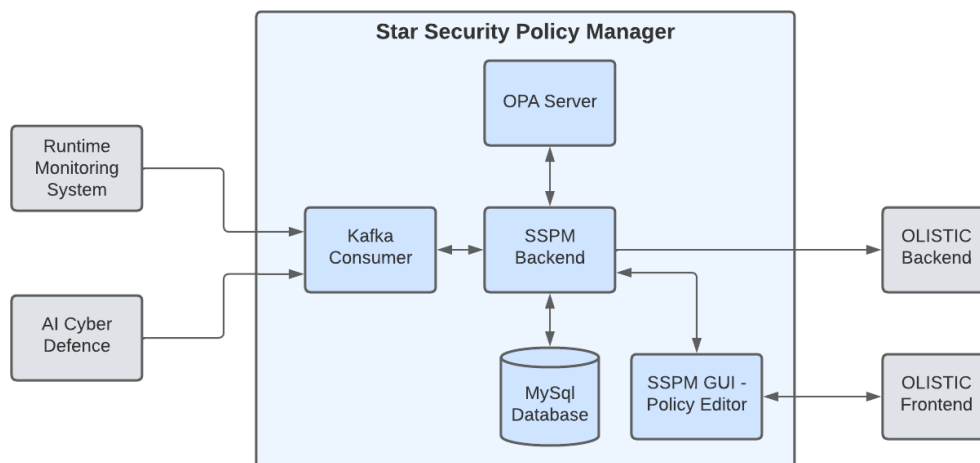 Star Security Policy Manager
OPA Server
Runtime
Monitoring
System
Kafka
Consumer
SSPM
Backend
OLISTIC
Backend
AI Cyber
Defence
MySql
Database
SSPM GUI -
Policy Editor
OLISTIC
Frontend